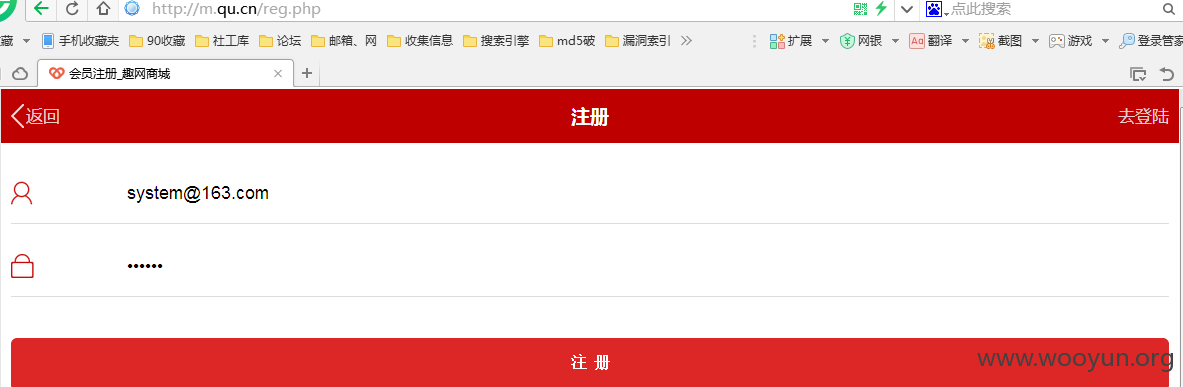 http://m.qu.cn/reg.php 点此搜索
藏 手机收藏夹 90收藏 社工库 论坛 邮箱、网 收集信息 搜索引擎 md5破 漏洞索引 >> 扩展 网银 Aa 翻译 截图 游戏 登录管家
会员注册_趣网商城
返回 注册 去登陆
system@163.com
••••••
注 册
www.wooyun.org